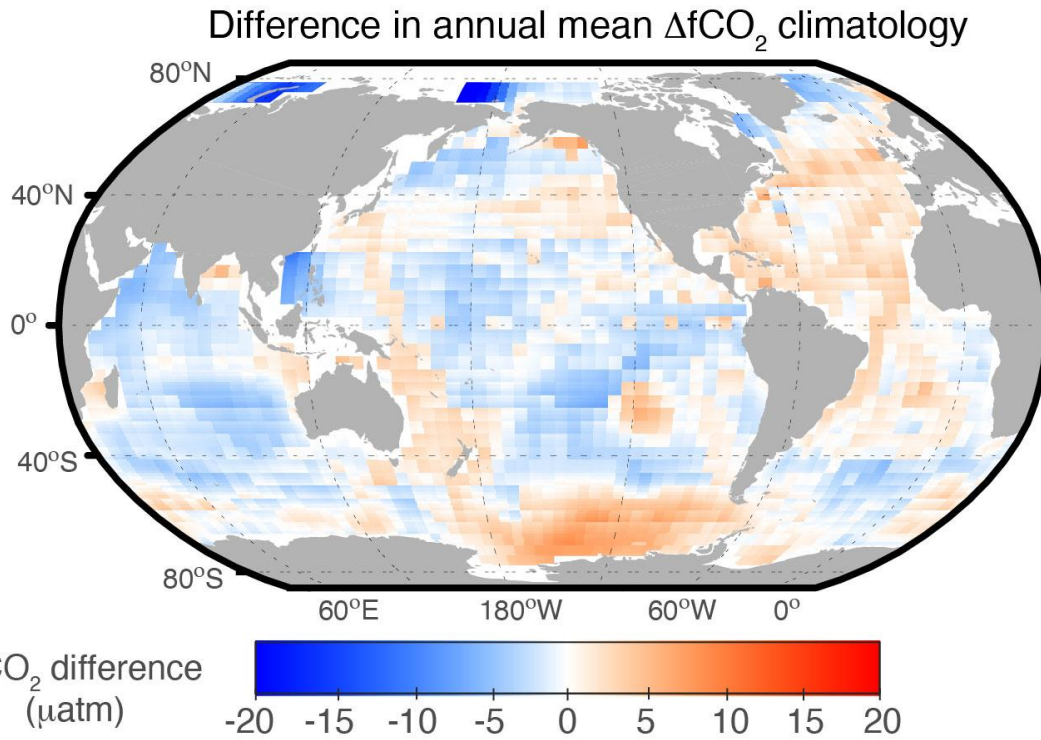 Difference in annual mean ΔfCO₂ climatology
80°N
40°N
0°
40°S
80°S
60°E 180°W 60°W 0°
CO₂ difference
(μatm)
-20 -15 -10 -5 0 5 10 15 20